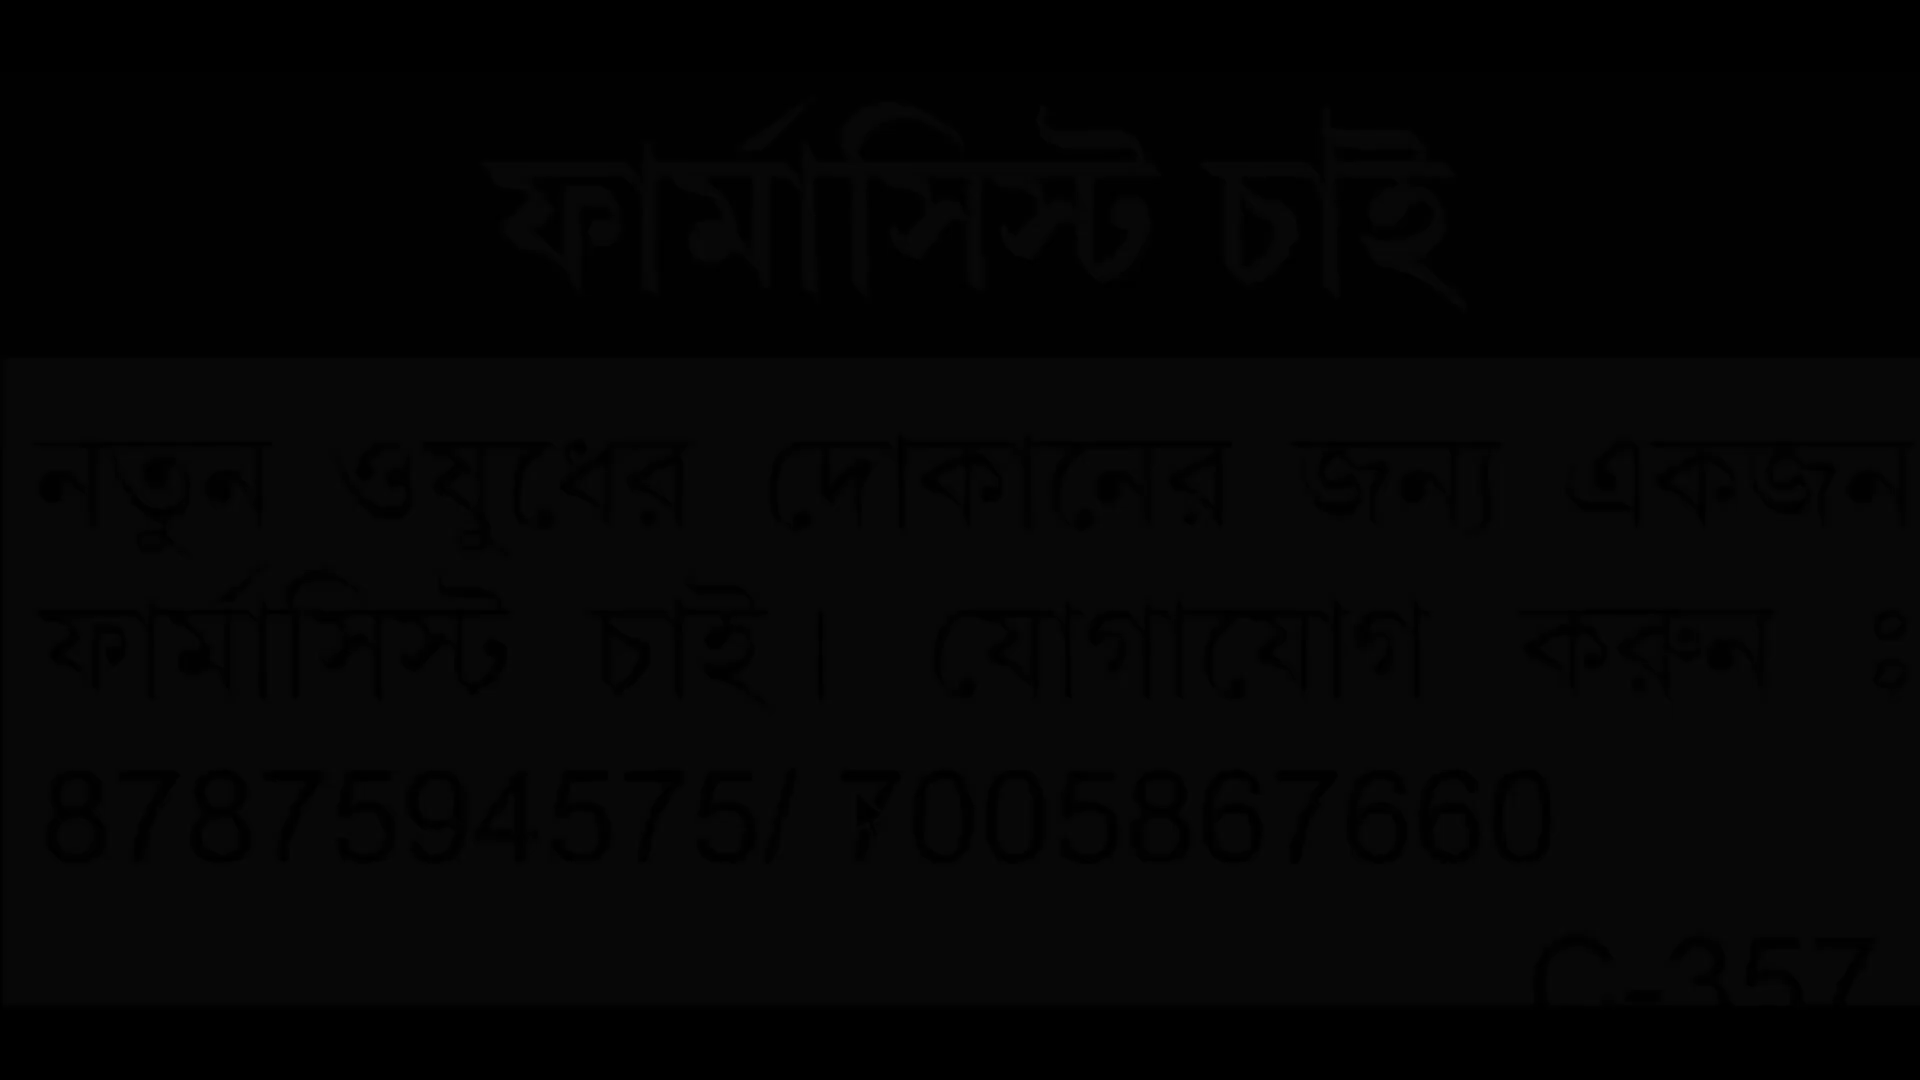 ফার্মাসিস্ট চাই
নতুন ওষুধের দোকানের জন্য একজন
ফার্মাসিস্ট চাই। যোগাযোগ করুন ঃ
8787594575/ 7005867660
C-357